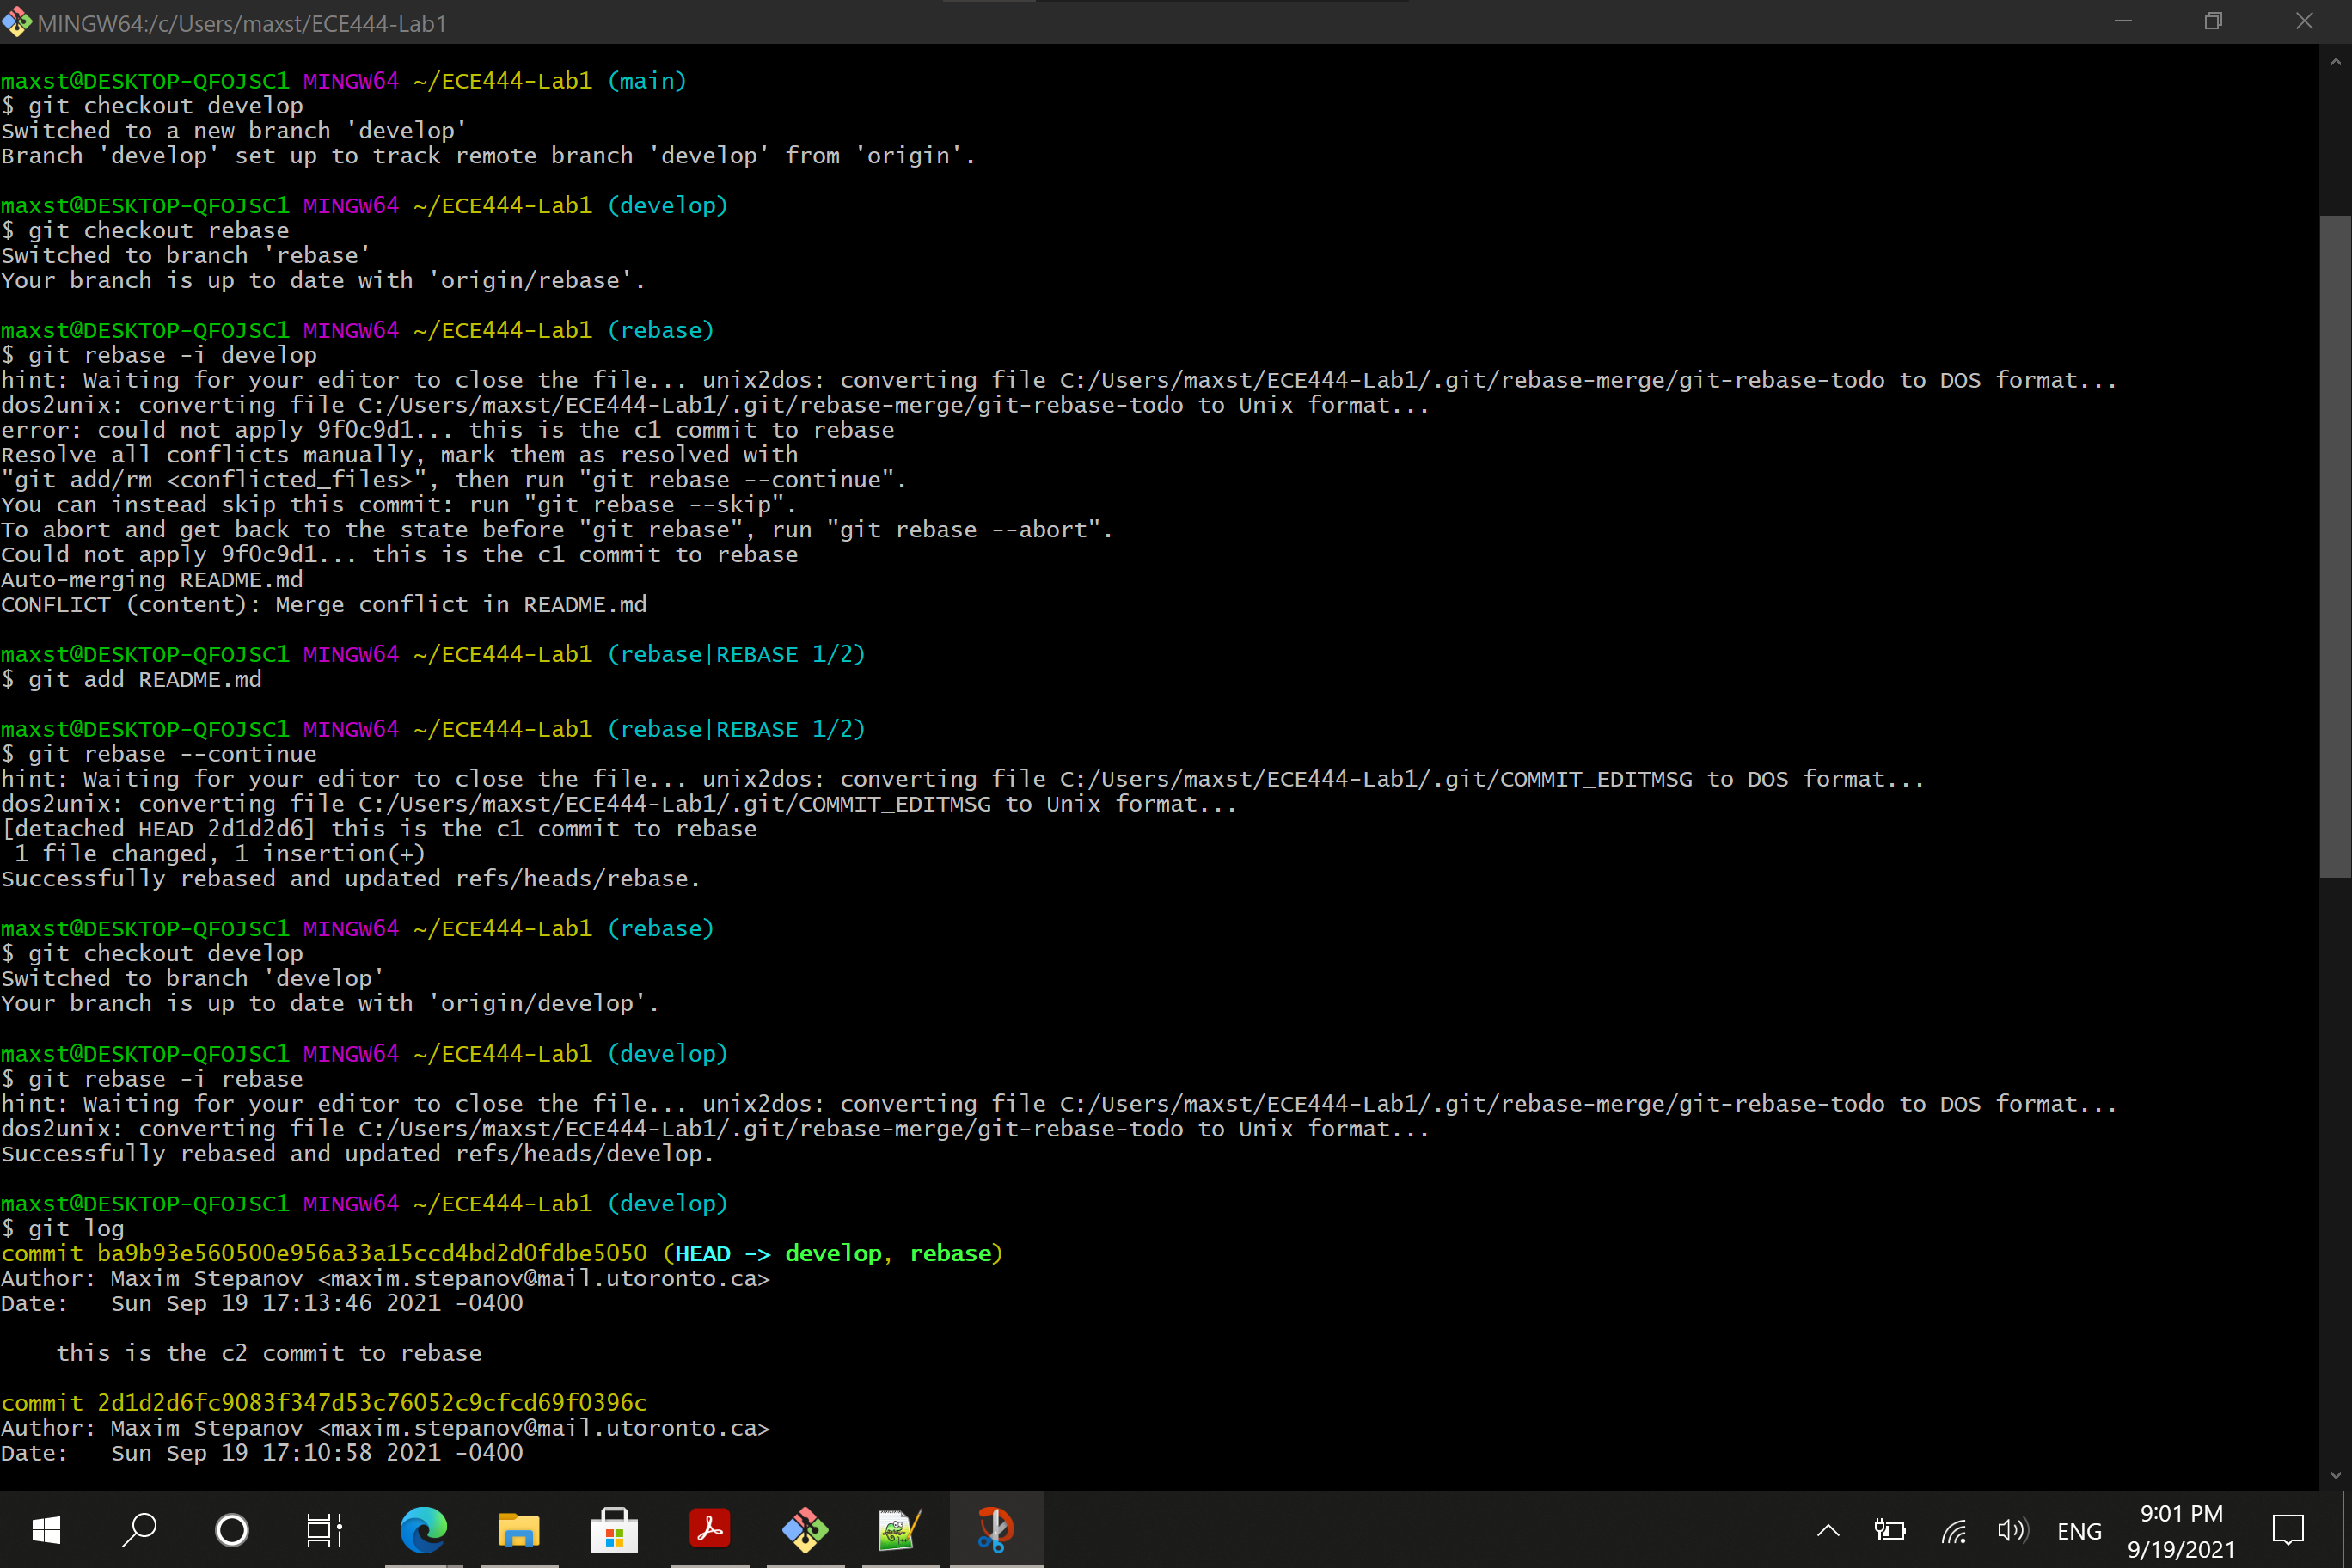 MINGW64:/c/Users/maxst/ECE444-Lab1
maxst@DESKTOP-QFOJSC1 MINGW64 ~/ECE444-Lab1 (main)
$ git checkout develop
Switched to a new branch 'develop'
Branch 'develop' set up to track remote branch 'develop' from 'origin'.
maxst@DESKTOP-QFOJSC1 MINGW64 ~/ECE444-Lab1 (develop)
$ git checkout rebase
Switched to branch 'rebase'
Your branch is up to date with 'origin/rebase'.
maxst@DESKTOP-QFOJSC1 MINGW64 ~/ECE444-Lab1 (rebase)
$ git rebase -i develop
hint: Waiting for your editor to close the file... unix2dos: converting file C:/Users/maxst/ECE444-Lab1/.git/rebase-merge/git-rebase-todo to DOS format...
dos2unix: converting file C:/Users/maxst/ECE444-Lab1/.git/rebase-merge/git-rebase-todo to Unix format...
error: could not apply 9f0c9d1... this is the c1 commit to rebase
Resolve all conflicts manually, mark them as resolved with
"git add/rm <conflicted_files>", then run "git rebase --continue".
You can instead skip this commit: run "git rebase --skip".
To abort and get back to the state before "git rebase", run "git rebase --abort".
Could not apply 9f0c9d1... this is the c1 commit to rebase
Auto-merging README.md
CONFLICT (content): Merge conflict in README.md
maxst@DESKTOP-QFOJSC1 MINGW64 ~/ECE444-Lab1 (rebase|REBASE 1/2)
$ git add README.md
maxst@DESKTOP-QFOJSC1 MINGW64 ~/ECE444-Lab1 (rebase|REBASE 1/2)
$ git rebase --continue
hint: Waiting for your editor to close the file... unix2dos: converting file C:/Users/maxst/ECE444-Lab1/.git/COMMIT_EDITMSG to DOS format...
dos2unix: converting file C:/Users/maxst/ECE444-Lab1/.git/COMMIT_EDITMSG to Unix format...
[detached HEAD 2d1d2d6] this is the c1 commit to rebase
 1 file changed, 1 insertion(+)
Successfully rebased and updated refs/heads/rebase.
maxst@DESKTOP-QFOJSC1 MINGW64 ~/ECE444-Lab1 (rebase)
$ git checkout develop
Switched to branch 'develop'
Your branch is up to date with 'origin/develop'.
maxst@DESKTOP-QFOJSC1 MINGW64 ~/ECE444-Lab1 (develop)
$ git rebase -i rebase
hint: Waiting for your editor to close the file... unix2dos: converting file C:/Users/maxst/ECE444-Lab1/.git/rebase-merge/git-rebase-todo to DOS format...
dos2unix: converting file C:/Users/maxst/ECE444-Lab1/.git/rebase-merge/git-rebase-todo to Unix format...
Successfully rebased and updated refs/heads/develop.
maxst@DESKTOP-QFOJSC1 MINGW64 ~/ECE444-Lab1 (develop)
$ git log
commit ba9b93e560500e956a33a15ccd4bd2d0fdbe5050 (HEAD -> develop, rebase)
Author: Maxim Stepanov <maxim.stepanov@mail.utoronto.ca>
Date:   Sun Sep 19 17:13:46 2021 -0400
    this is the c2 commit to rebase
commit 2d1d2d6fc9083f347d53c76052c9cfcd69f0396c
Author: Maxim Stepanov <maxim.stepanov@mail.utoronto.ca>
Date:   Sun Sep 19 17:10:58 2021 -0400
ENG
9:01 PM
9/19/2021